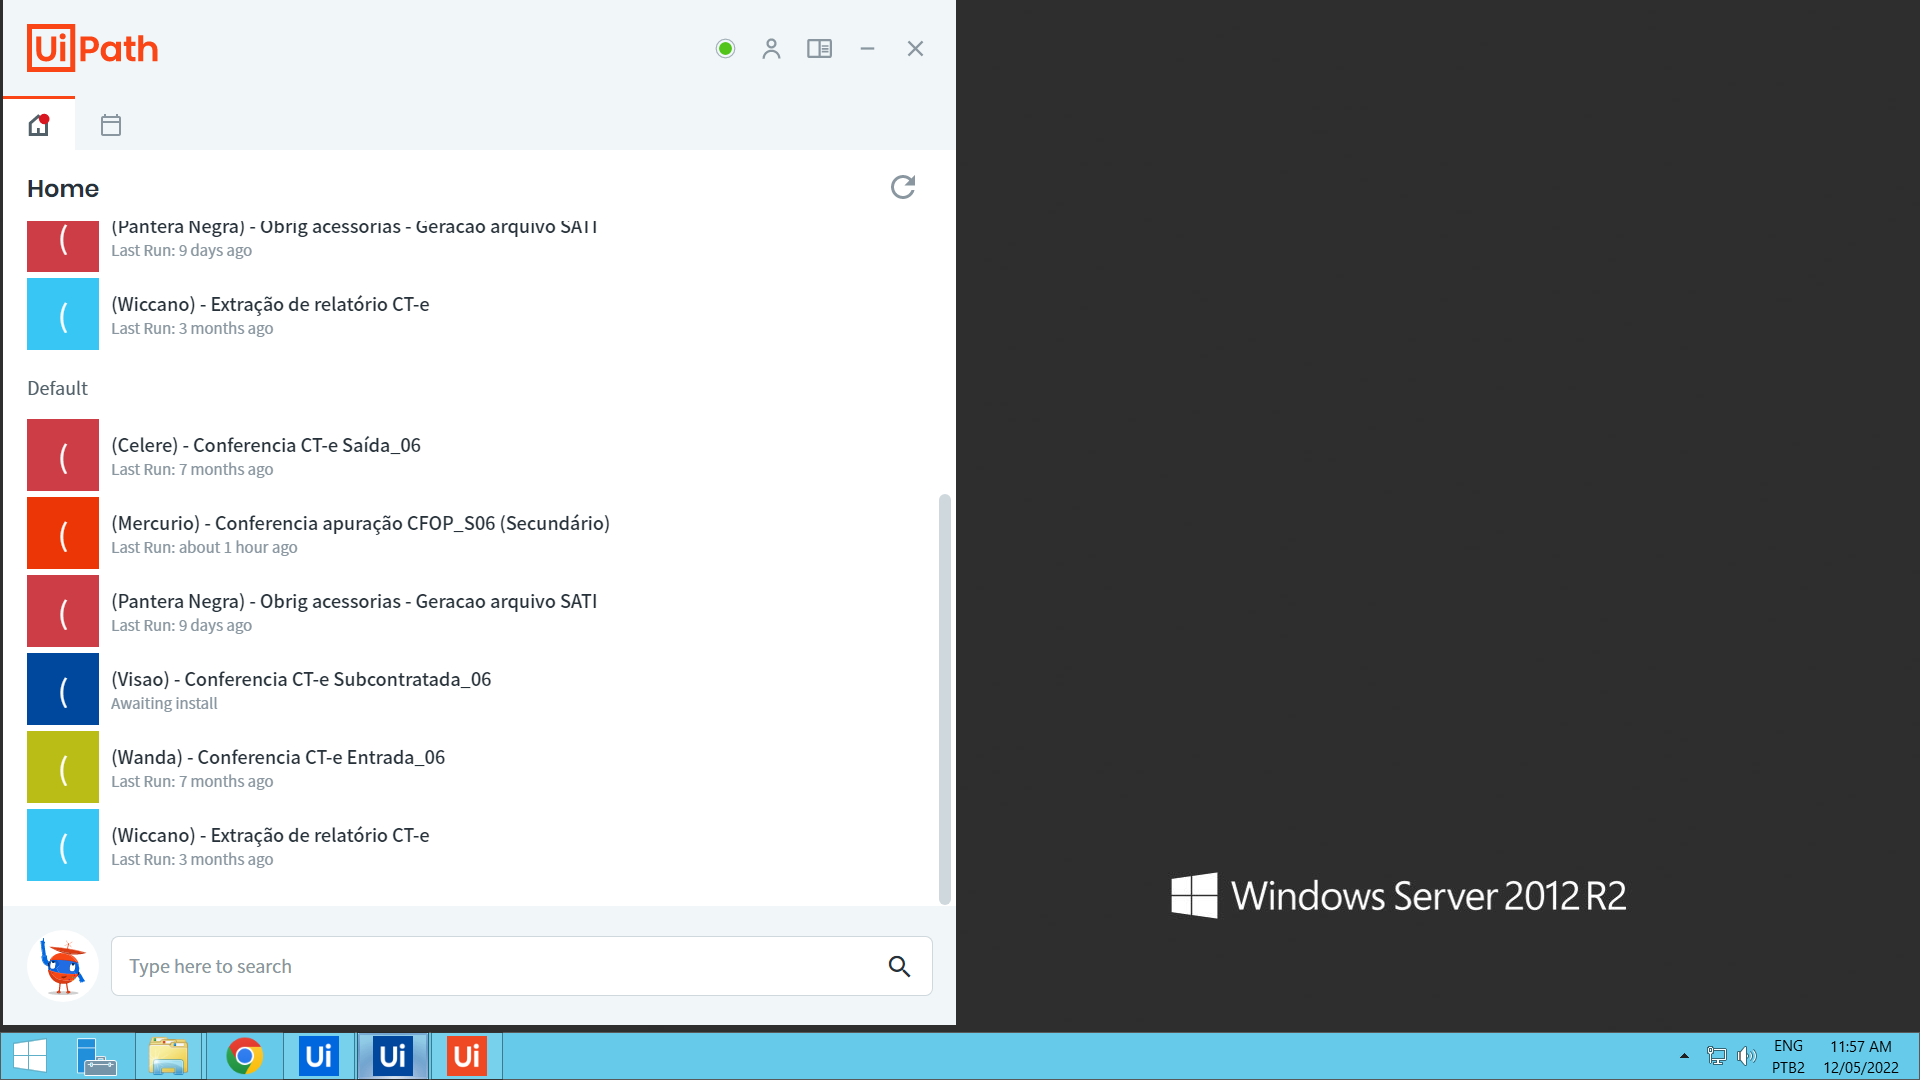 UiPath
Home
(Pantera Negra) - Obrig acessorias - Geracao arquivo SATI
Last Run: 9 days ago
(
(Wiccano) - Extração de relatório CT-e
Last Run: 3 months ago
(
Default
(Celere) - Conferencia CT-e Saída_06
Last Run: 7 months ago
(
(Mercurio) - Conferencia apuração CFOP_S06 (Secundário)
Last Run: about 1 hour ago
(
(Pantera Negra) - Obrig acessorias - Geracao arquivo SATI
Last Run: 9 days ago
(
(Visao) - Conferencia CT-e Subcontratada_06
Awaiting install
(
(Wanda) - Conferencia CT-e Entrada_06
Last Run: 7 months ago
(
(Wiccano) - Extração de relatório CT-e
Last Run: 3 months ago
(
Type here to search
Windows Server 2012 R2
Ui
Ui
Ui
ENG
PTB2
11:57 AM
12/05/2022